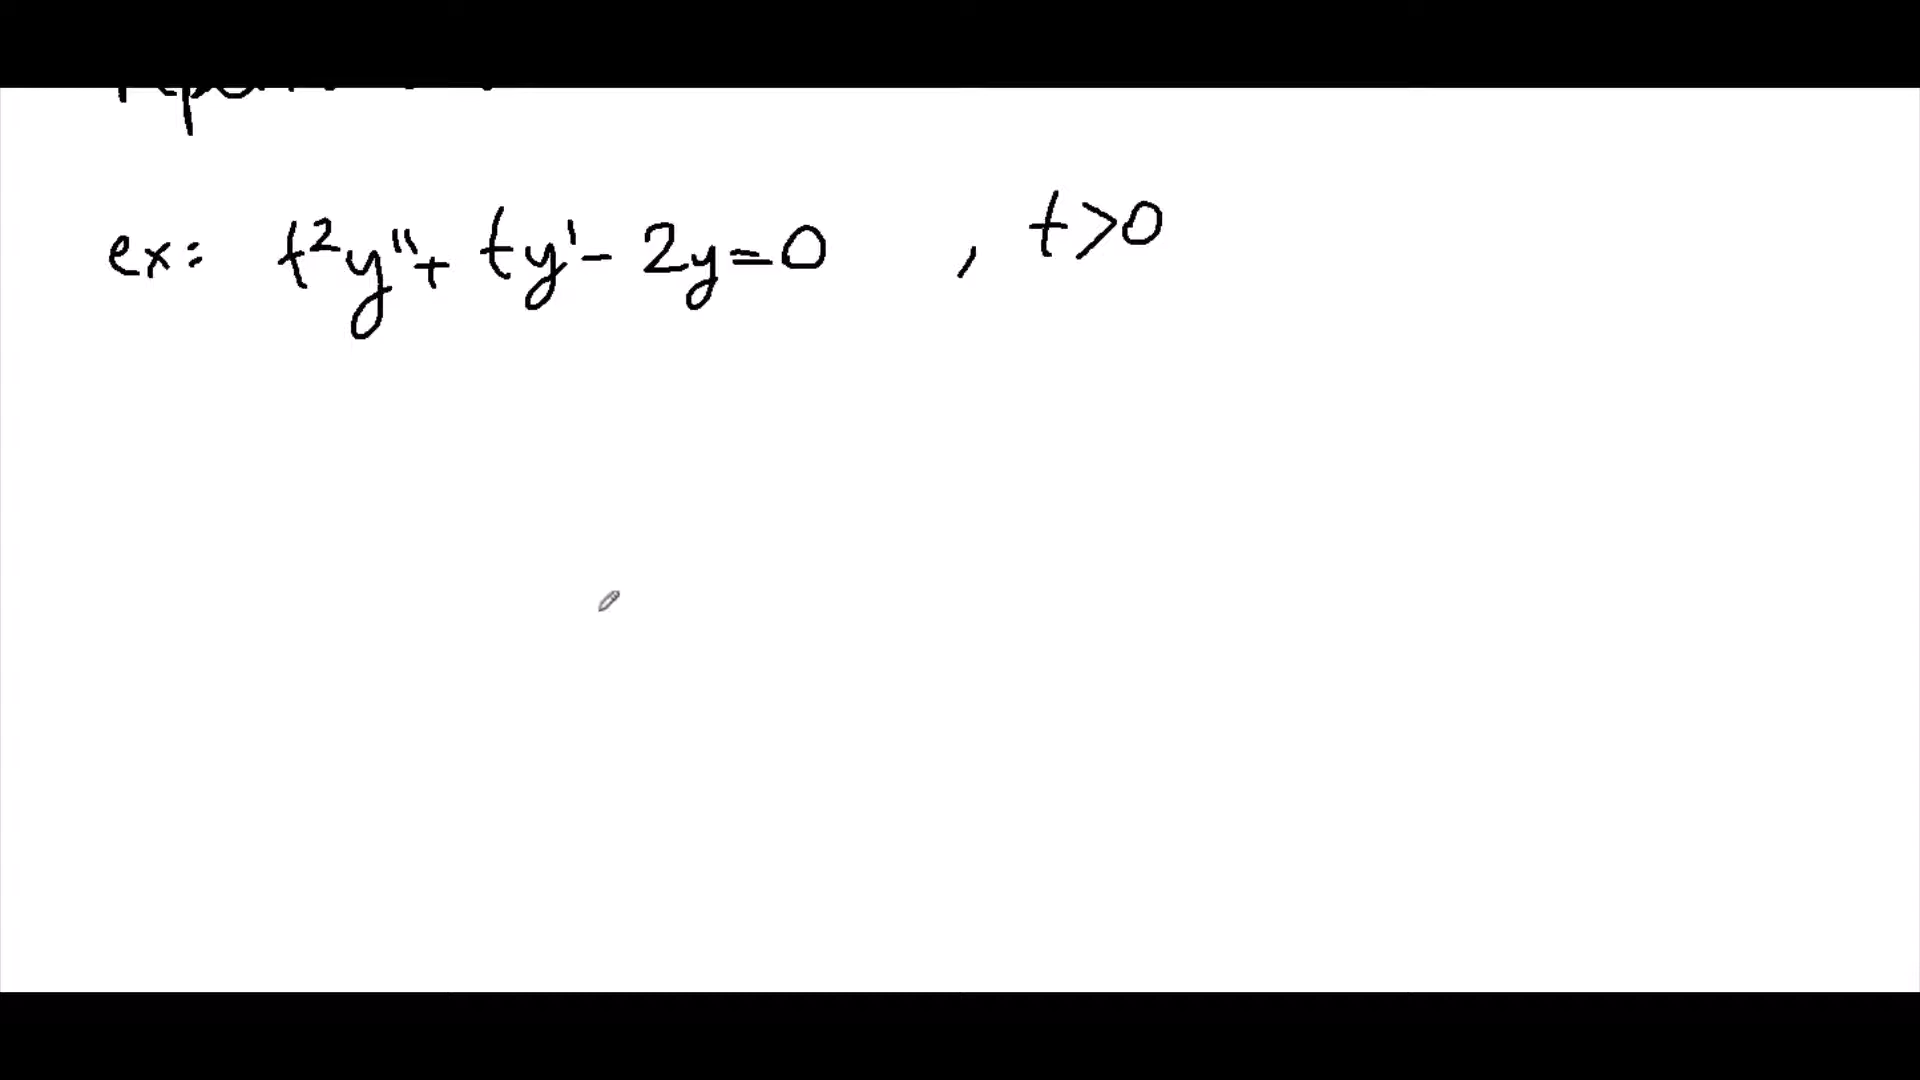 ex: t²y"+ ty'- 2y=0 , t>0